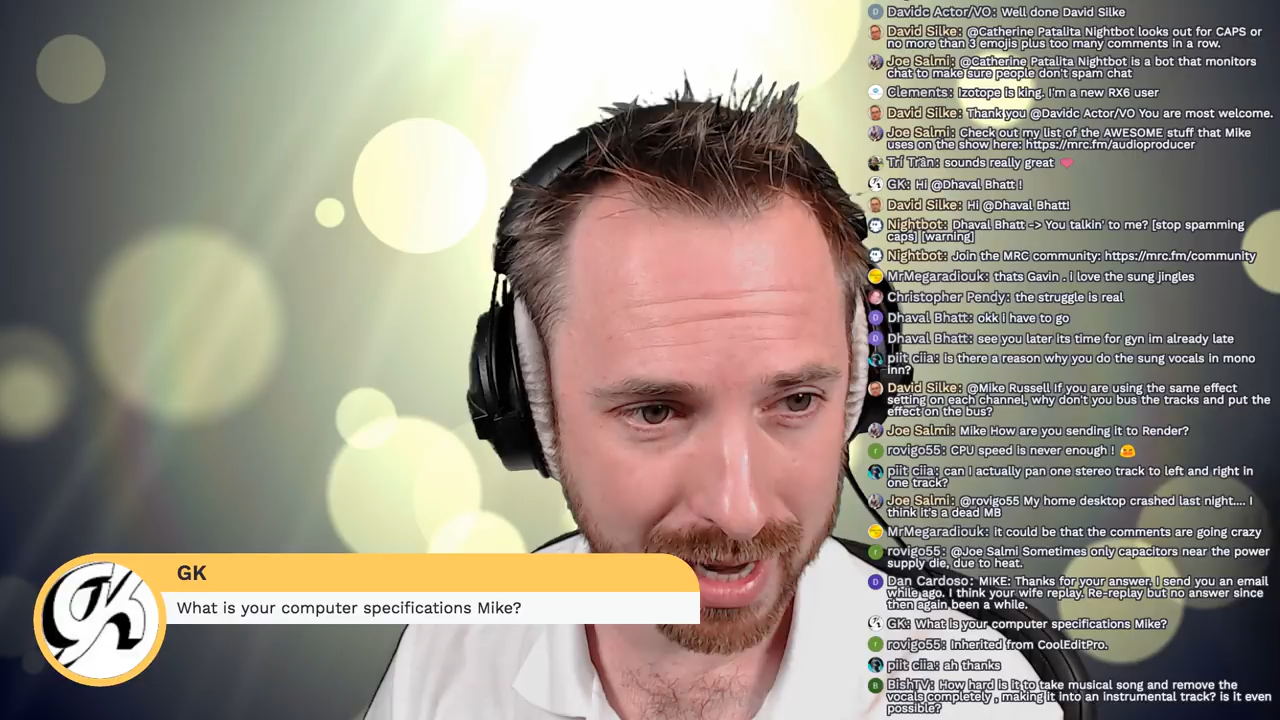 Davidc Actor/VO: Well done David Silke
David Silke: @Catherine Patalita Nightbot looks out for CAPS or
no more than 3 emojis plus too many comments in a row.
Joe Salmi: @Catherine Patalita Nightbot is a bot that monitors
chat to make sure people don't spam chat
Clements: Izotope is king. I'm a new RX6 user
David Silke: Thank you @Davidc Actor/VO You are most welcome.
Joe Salmi: Check out my list of the AWESOME stuff that Mike
uses on the show here: https://mrc.fm/audioproducer
Trí Trần: sounds really great
GK: Hi @Dhaval Bhatt !
David Silke: Hi @Dhaval Bhatt!
Nightbot: Dhaval Bhatt -> You talkin' to me? [stop spamming
caps] [warning]
Nightbot: Join the MRC community: https://mrc.fm/community
MrMegaradiouk: thats Gavin . i love the sung jingles
Christopher Pendy: the struggle is real
Dhaval Bhatt: okk i have to go
Dhaval Bhatt: see you later its time for gyn im already late
piit ciia: is there a reason why you do the sung vocals in mono
inn?
David Silke: @Mike Russell If you are using the same effect
setting on each channel, why don't you bus the tracks and put the
effect on the bus?
Joe Salmi: Mike How are you sending it to Render?
rovigo55: CPU speed is never enough !
piit ciia: can I actually pan one stereo track to left and right in
one track?
Joe Salmi: @rovigo55 My home desktop crashed last night.... I
think it's a dead MB
MrMegaradiouk: it could be that the comments are going crazy
rovigo55: @Joe Salmi Sometimes only capacitors near the power
supply die, due to heat.
Dan Cardoso: MIKE: Thanks for your answer. I send you an email
while ago. I think your wife replay. Re-replay but no answer since
then again been a while.
GK: What is your computer specifications Mike?
rovigo55: Inherited from CoolEditPro.
piit ciia: ah thanks
BishTV: How hard is it to take musical song and remove the
vocals completely , making it into an instrumental track? is it even
possible?
gk
GK
What is your computer specifications Mike?